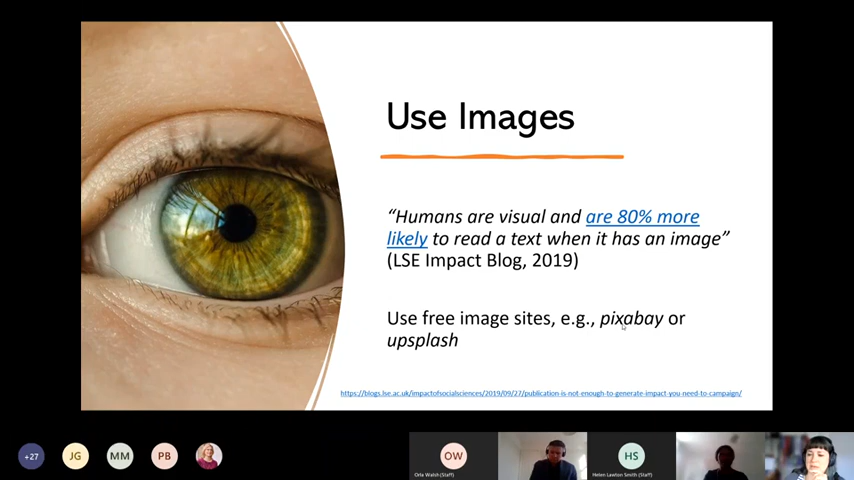 Use Images
“Humans are visual and are 80% more
likely to read a text when it has an image”
(LSE Impact Blog, 2019)
Use free image sites, e.g., pixabay or
upsplash
https://blogs.lse.ac.uk/impactofsocialsciences/2019/09/27/publication-is-not-enough-to-generate-impact-you-need-to-campaign/
+27
JG
MM
PB
OW
HS
Orla Walsh (Staff)
Helen Lawton Smith (Staff)